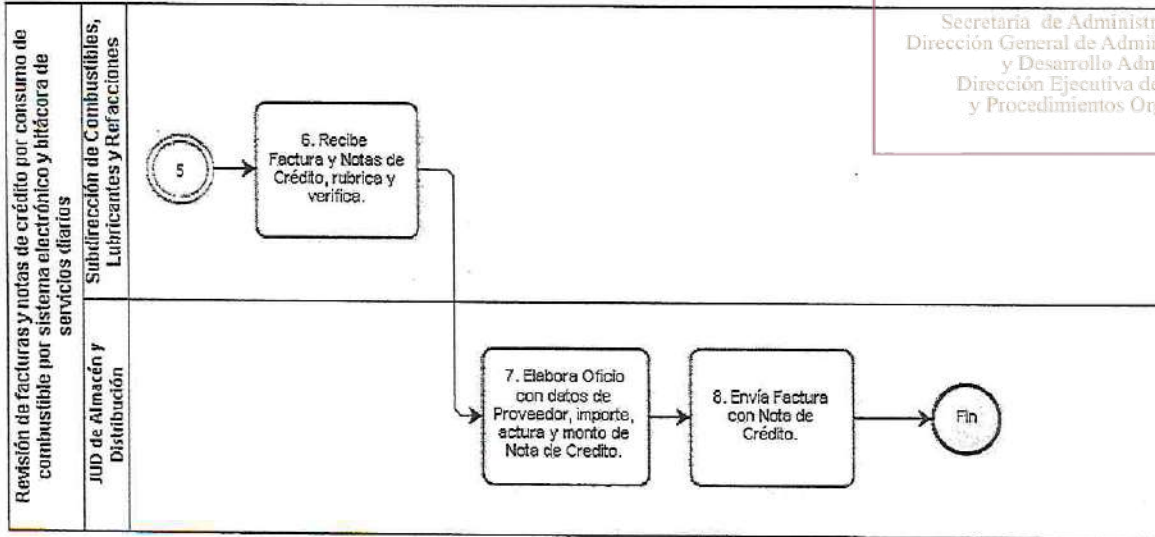 Secretaría de Administr
Dirección General de Admin
y Desarrollo Adm
Dirección Ejecutiva de
y Procedimientos Or
Revisión de facturas y notas de crédito por consumo de
combustible por sistema electrónico y bitácora de
servicios diarios
Subdirección de Combustibles,
Lubricantes y Refacciones
5
6. Recibe
Factura y Notas de
Crédito, rubrica y
verifica.
JUD de Almacén y
Distribución
7. Elabora Oficio
con datos de
Proveedor, importe,
actura y monto de
Nota de Credito.
8. Envía Factura
con Nota de
Crédito.
Fin